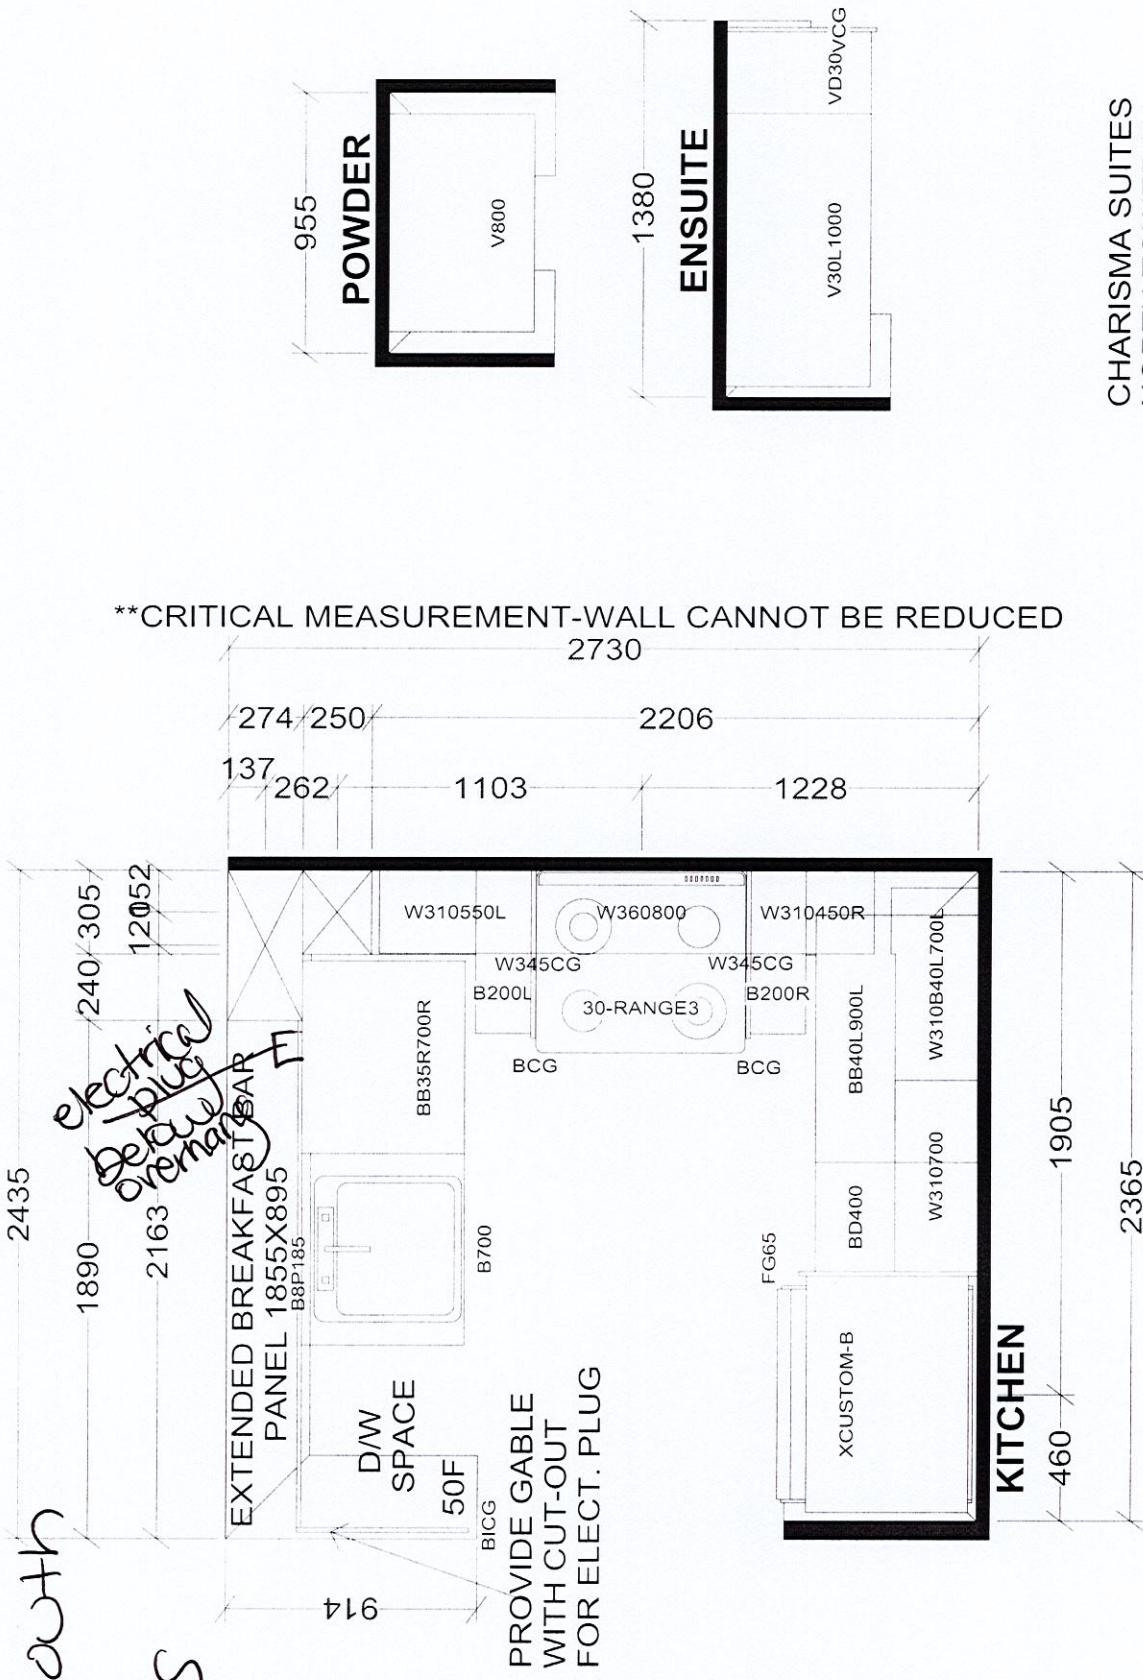 955
POWDER
V800
1380
ENSUITE
V30L1000
VD30VCG
CHARISMA SUITES
**CRITICAL MEASUREMENT-WALL CANNOT BE REDUCED
2730
274
250
2206
137
262
1103
1228
2435
305
240
1890
52
120
2163
W310550L
W360800
W310450R
W345CG
W345CG
B200L
30-RANGE3
B200R
BCG
BCG
BB35R700R
BB40L900L
W310B40L700L
W310700
BD400
B700
FG65
XCUSTOM-B
electrical
plug
Below
overhang
E
EXTENDED BREAKFAST BAR
PANEL 1855X895
D/W
SPACE
50F
BICG
PROVIDE GABLE
WITH CUT-OUT
FOR ELECT. PLUG
914
KITCHEN
1905
460
2365
outh
S